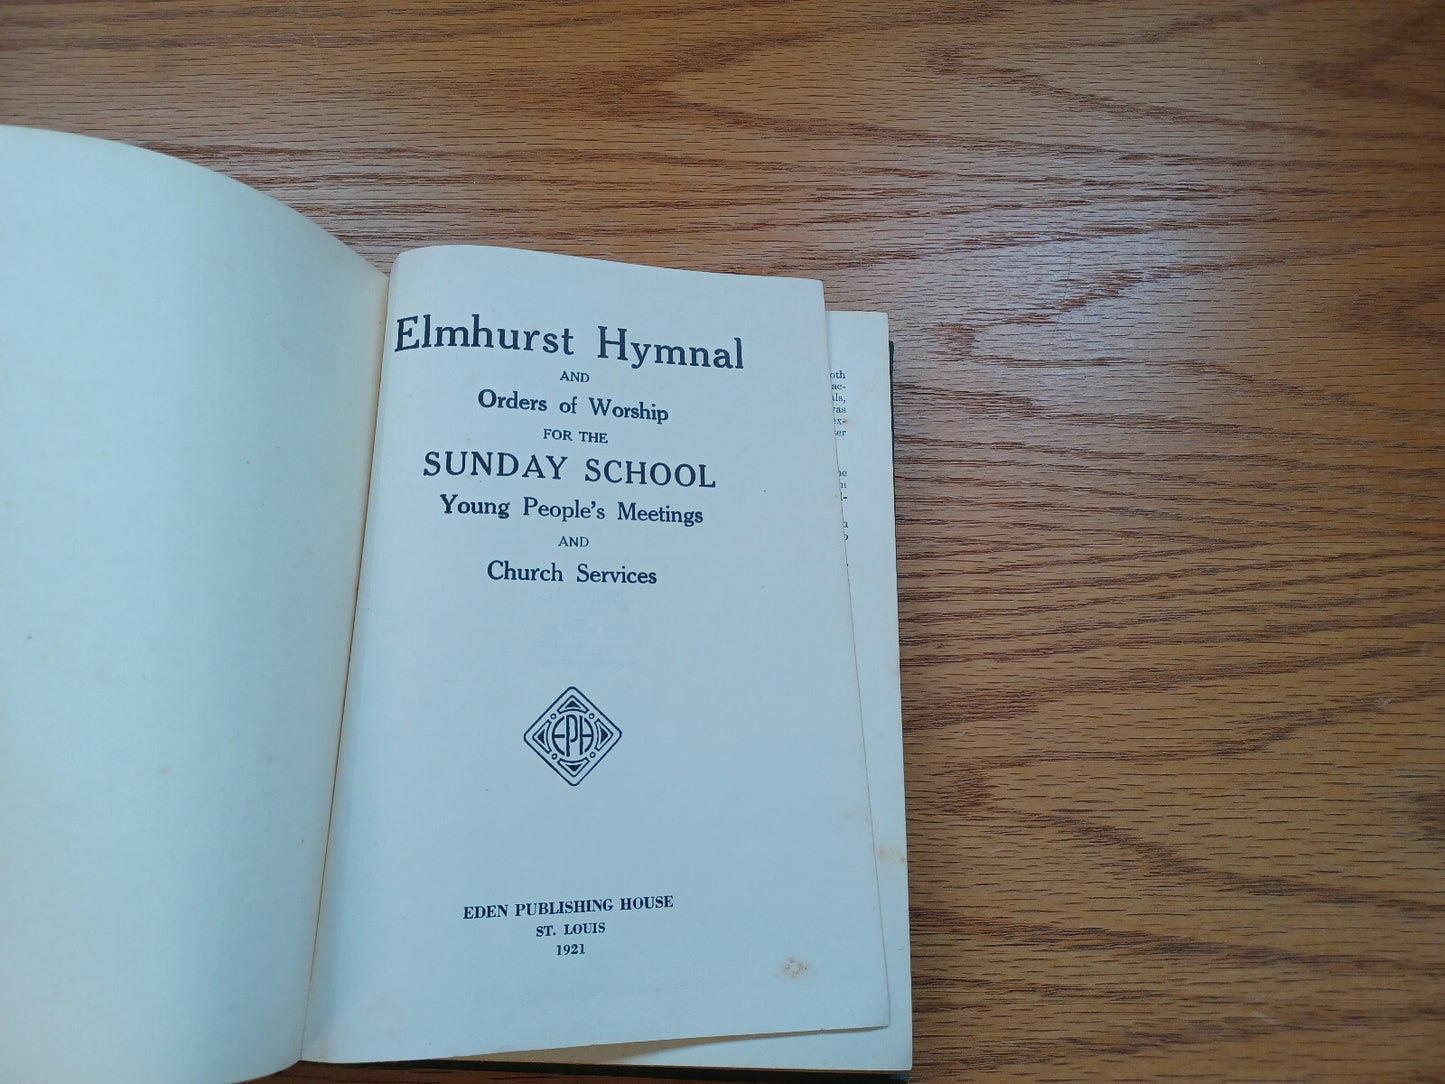 Elmhurst Hymnal
AND
Orders of Worship
FOR THE
SUNDAY SCHOOL
Young People's Meetings
AND
Church Services
EPH
EDEN PUBLISHING HOUSE
ST. LOUIS
1921